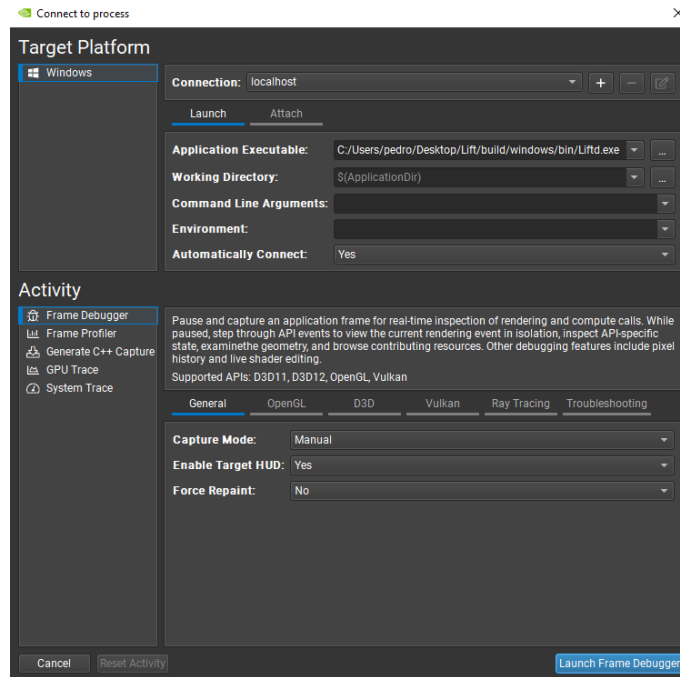 Connect to process
Target Platform
Windows
Connection: localhost
Launch Attach
Application Executable: C:/Users/pedro/Desktop/Lift/build/windows/bin/Liftd.exe ...
Working Directory: $(ApplicationDir) ...
Command Line Arguments:
Environment:
Automatically Connect: Yes
Activity
Frame Debugger
Frame Profiler
Generate C++ Capture
GPU Trace
System Trace
Pause and capture an application frame for real-time inspection of rendering and compute calls. While
paused, step through API events to view the current rendering event in isolation, inspect API-specific
state, examinethe geometry, and browse contributing resources. Other debugging features include pixel
history and live shader editing.
Supported APIs: D3D11, D3D12, OpenGL, Vulkan
General OpenGL D3D Vulkan Ray Tracing Troubleshooting
Capture Mode: Manual
Enable Target HUD: Yes
Force Repaint: No
Cancel Reset Activity Launch Frame Debugger